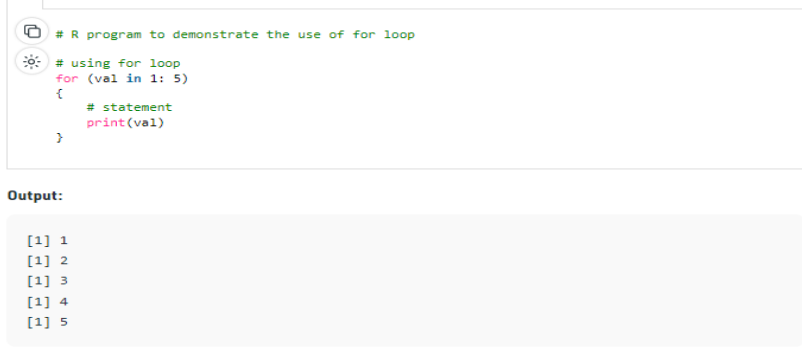 # R program to demonstrate the use of for loop
# using for loop
for (val in 1: 5)
{
    # statement
    print(val)
}
Output:
[1] 1
[1] 2
[1] 3
[1] 4
[1] 5